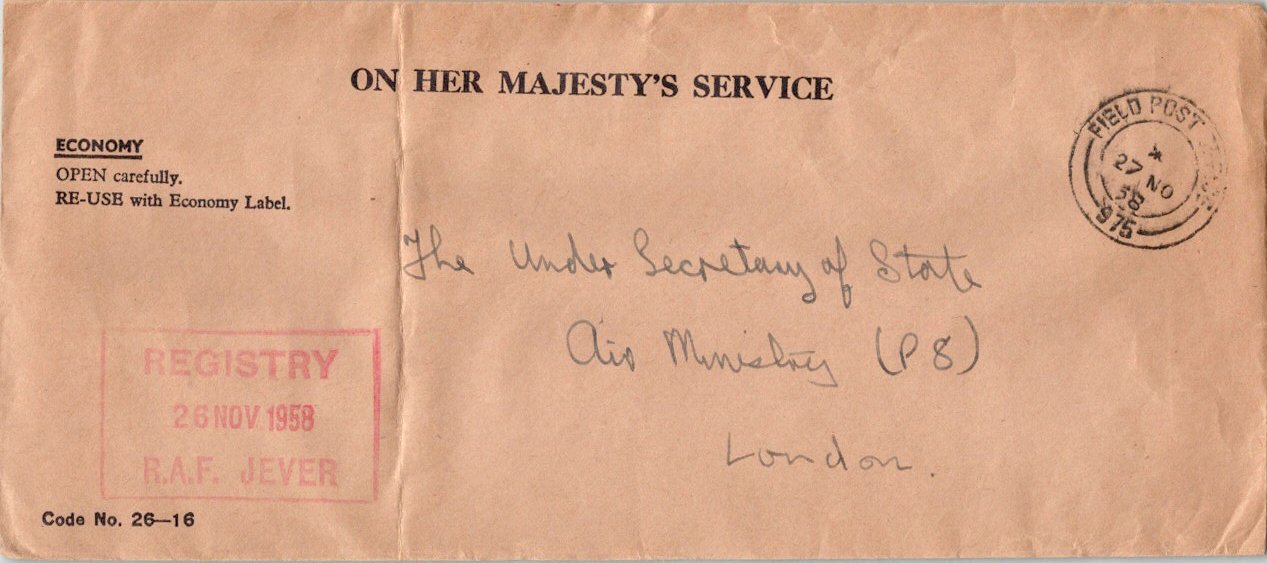 ON HER MAJESTY'S SERVICE
ECONOMY
OPEN carefully.
RE-USE with Economy Label.
FIELD POST
*
27 NO
58
975
The Under Secretary of State
Air Ministry (P 8)
London.
REGISTRY
26 NOV 1958
R.A.F. JEVER
Code No. 26—16